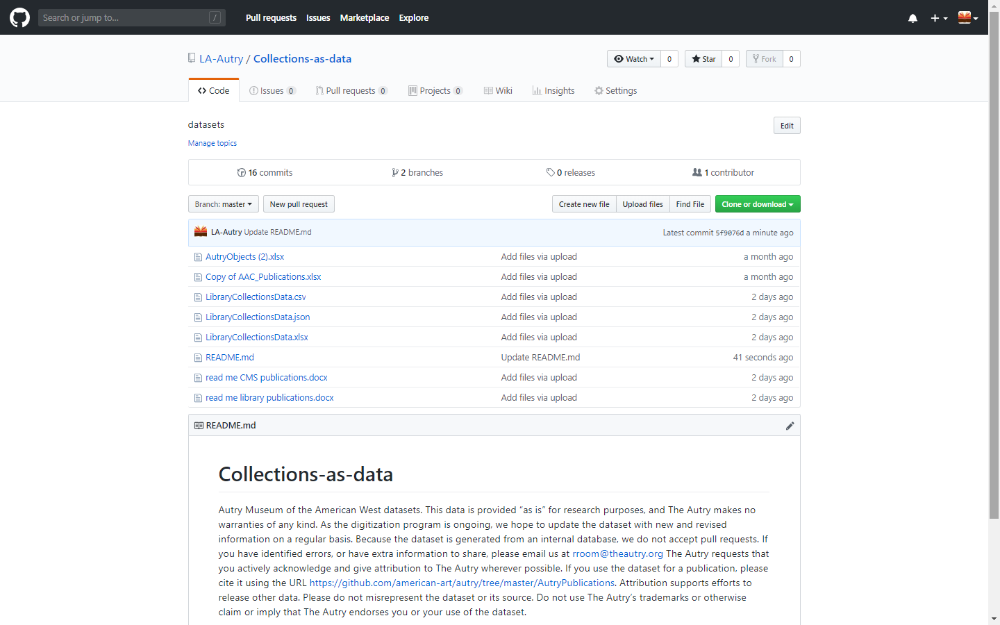 Search or jump to... /
Pull requests Issues Marketplace Explore
LA-Autry / Collections-as-data
Watch 0 Star 0 Fork 0
Code Issues 0 Pull requests 0 Projects 0 Wiki Insights Settings
datasets Edit
Manage topics
16 commits 2 branches 0 releases 1 contributor
Branch: master New pull request Create new file Upload files Find File Clone or download
LA-Autry Update README.md Latest commit 5f9076d a minute ago
AutryObjects (2).xlsx Add files via upload a month ago
Copy of AAC_Publications.xlsx Add files via upload a month ago
LibraryCollectionsData.csv Add files via upload 2 days ago
LibraryCollectionsData.json Add files via upload 2 days ago
LibraryCollectionsData.xlsx Add files via upload 2 days ago
README.md Update README.md 41 seconds ago
read me CMS publications.docx Add files via upload 2 days ago
read me library publications.docx Add files via upload 2 days ago
README.md
Collections-as-data
Autry Museum of the American West datasets. This data is provided “as is” for research purposes, and The Autry makes no
warranties of any kind. As the digitization program is ongoing, we hope to update the dataset with new and revised
information on a regular basis. Because the dataset is generated from an internal database, we do not accept pull requests. If
you have identified errors, or have extra information to share, please email us at rroom@theautry.org The Autry requests that
you actively acknowledge and give attribution to The Autry wherever possible. If you use the dataset for a publication, please
cite it using the URL https://github.com/american-art/autry/tree/master/AutryPublications. Attribution supports efforts to
release other data. Please do not misrepresent the dataset or its source. Do not use The Autry’s trademarks or otherwise
claim or imply that The Autry endorses you or your use of the dataset.